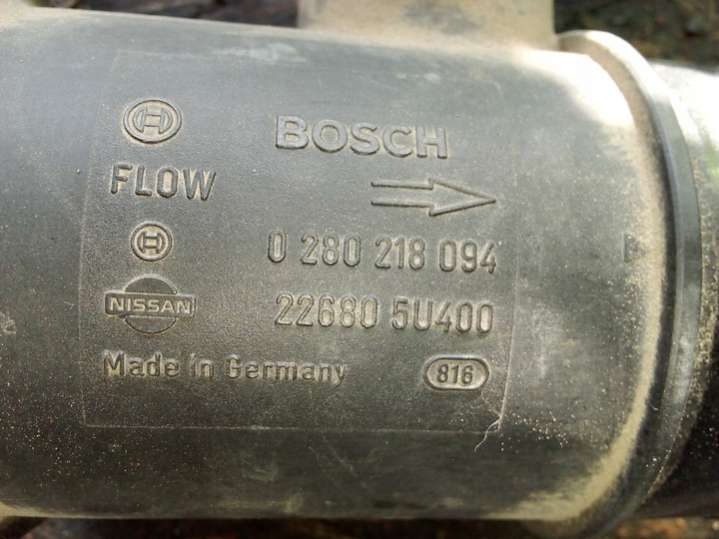 BOSCH
FLOW
0 280 218 094
NISSAN 22680 5U400
Made in Germany 816